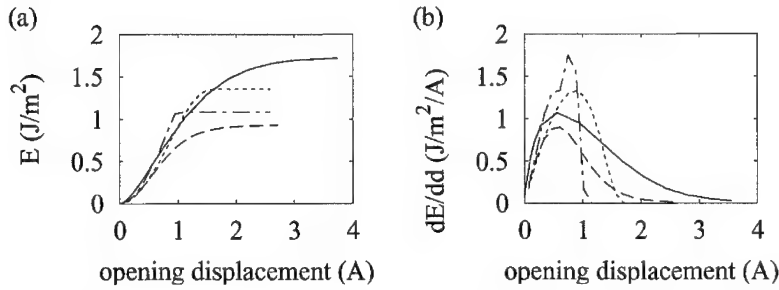 (a)
2
1.5
1
0.5
0
E (J/m²)
0 1 2 3 4
opening displacement (A)
(b)
2
1.5
1
0.5
0
dE/dd (J/m²/A)
0 1 2 3 4
opening displacement (A)